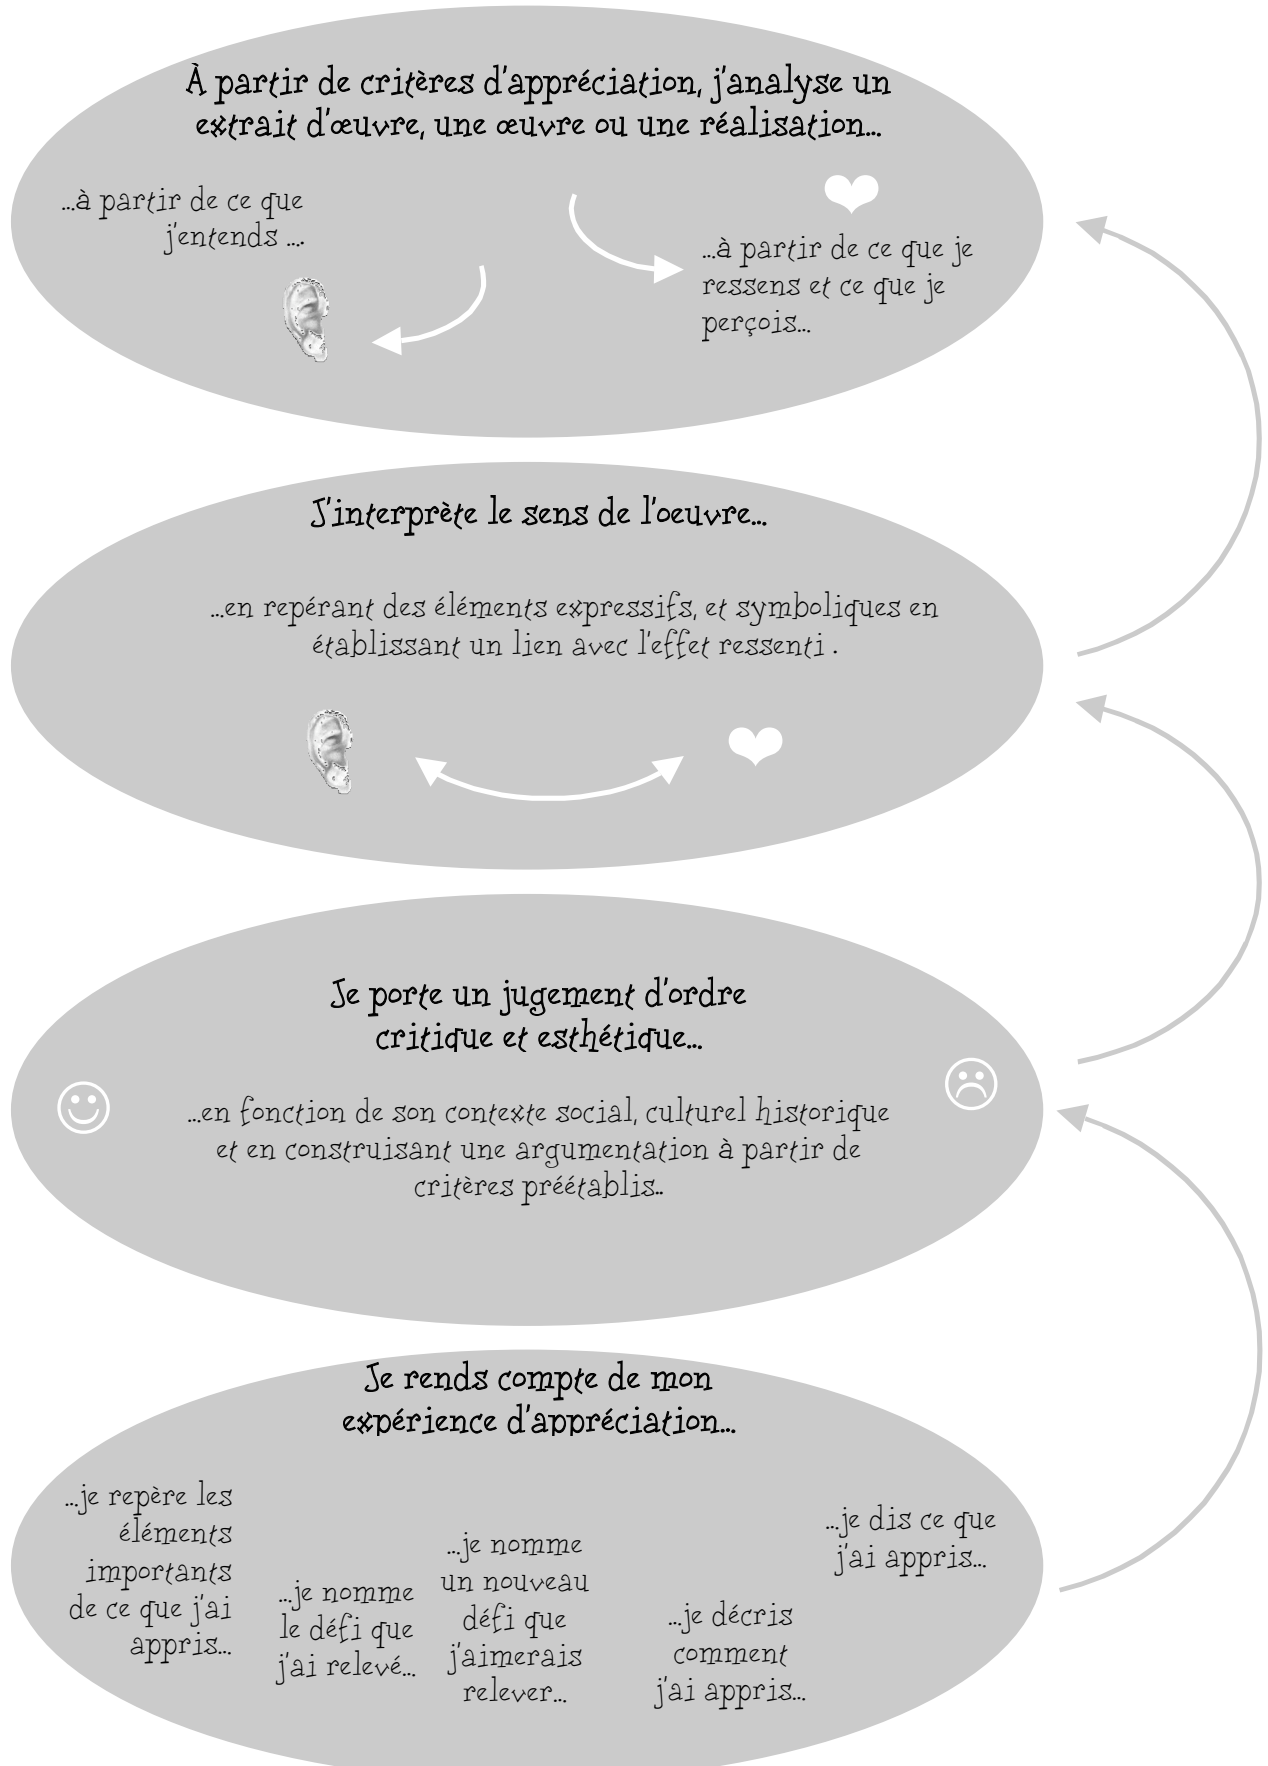 À partir de critères d'appréciation, j'analyse un
extrait d'œuvre, une œuvre ou une réalisation...
...à partir de ce que
j'entends ....
...à partir de ce que je
ressens et ce que je
perçois...
J'interprète le sens de l'oeuvre...
...en repérant des éléments expressifs, et symboliques en
établissant un lien avec l'effet ressenti .
Je porte un jugement d'ordre
critique et esthétique...
...en fonction de son contexte social, culturel historique
et en construisant une argumentation à partir de
critères préétablis..
Je rends compte de mon
expérience d'appréciation...
...je repère les
éléments
importants
de ce que j'ai
appris...
...je nomme
le défi que
j'ai relevé...
...je nomme
un nouveau
défi que
j'aimerais
relever...
...je décris
comment
j'ai appris...
...je dis ce que
j'ai appris...